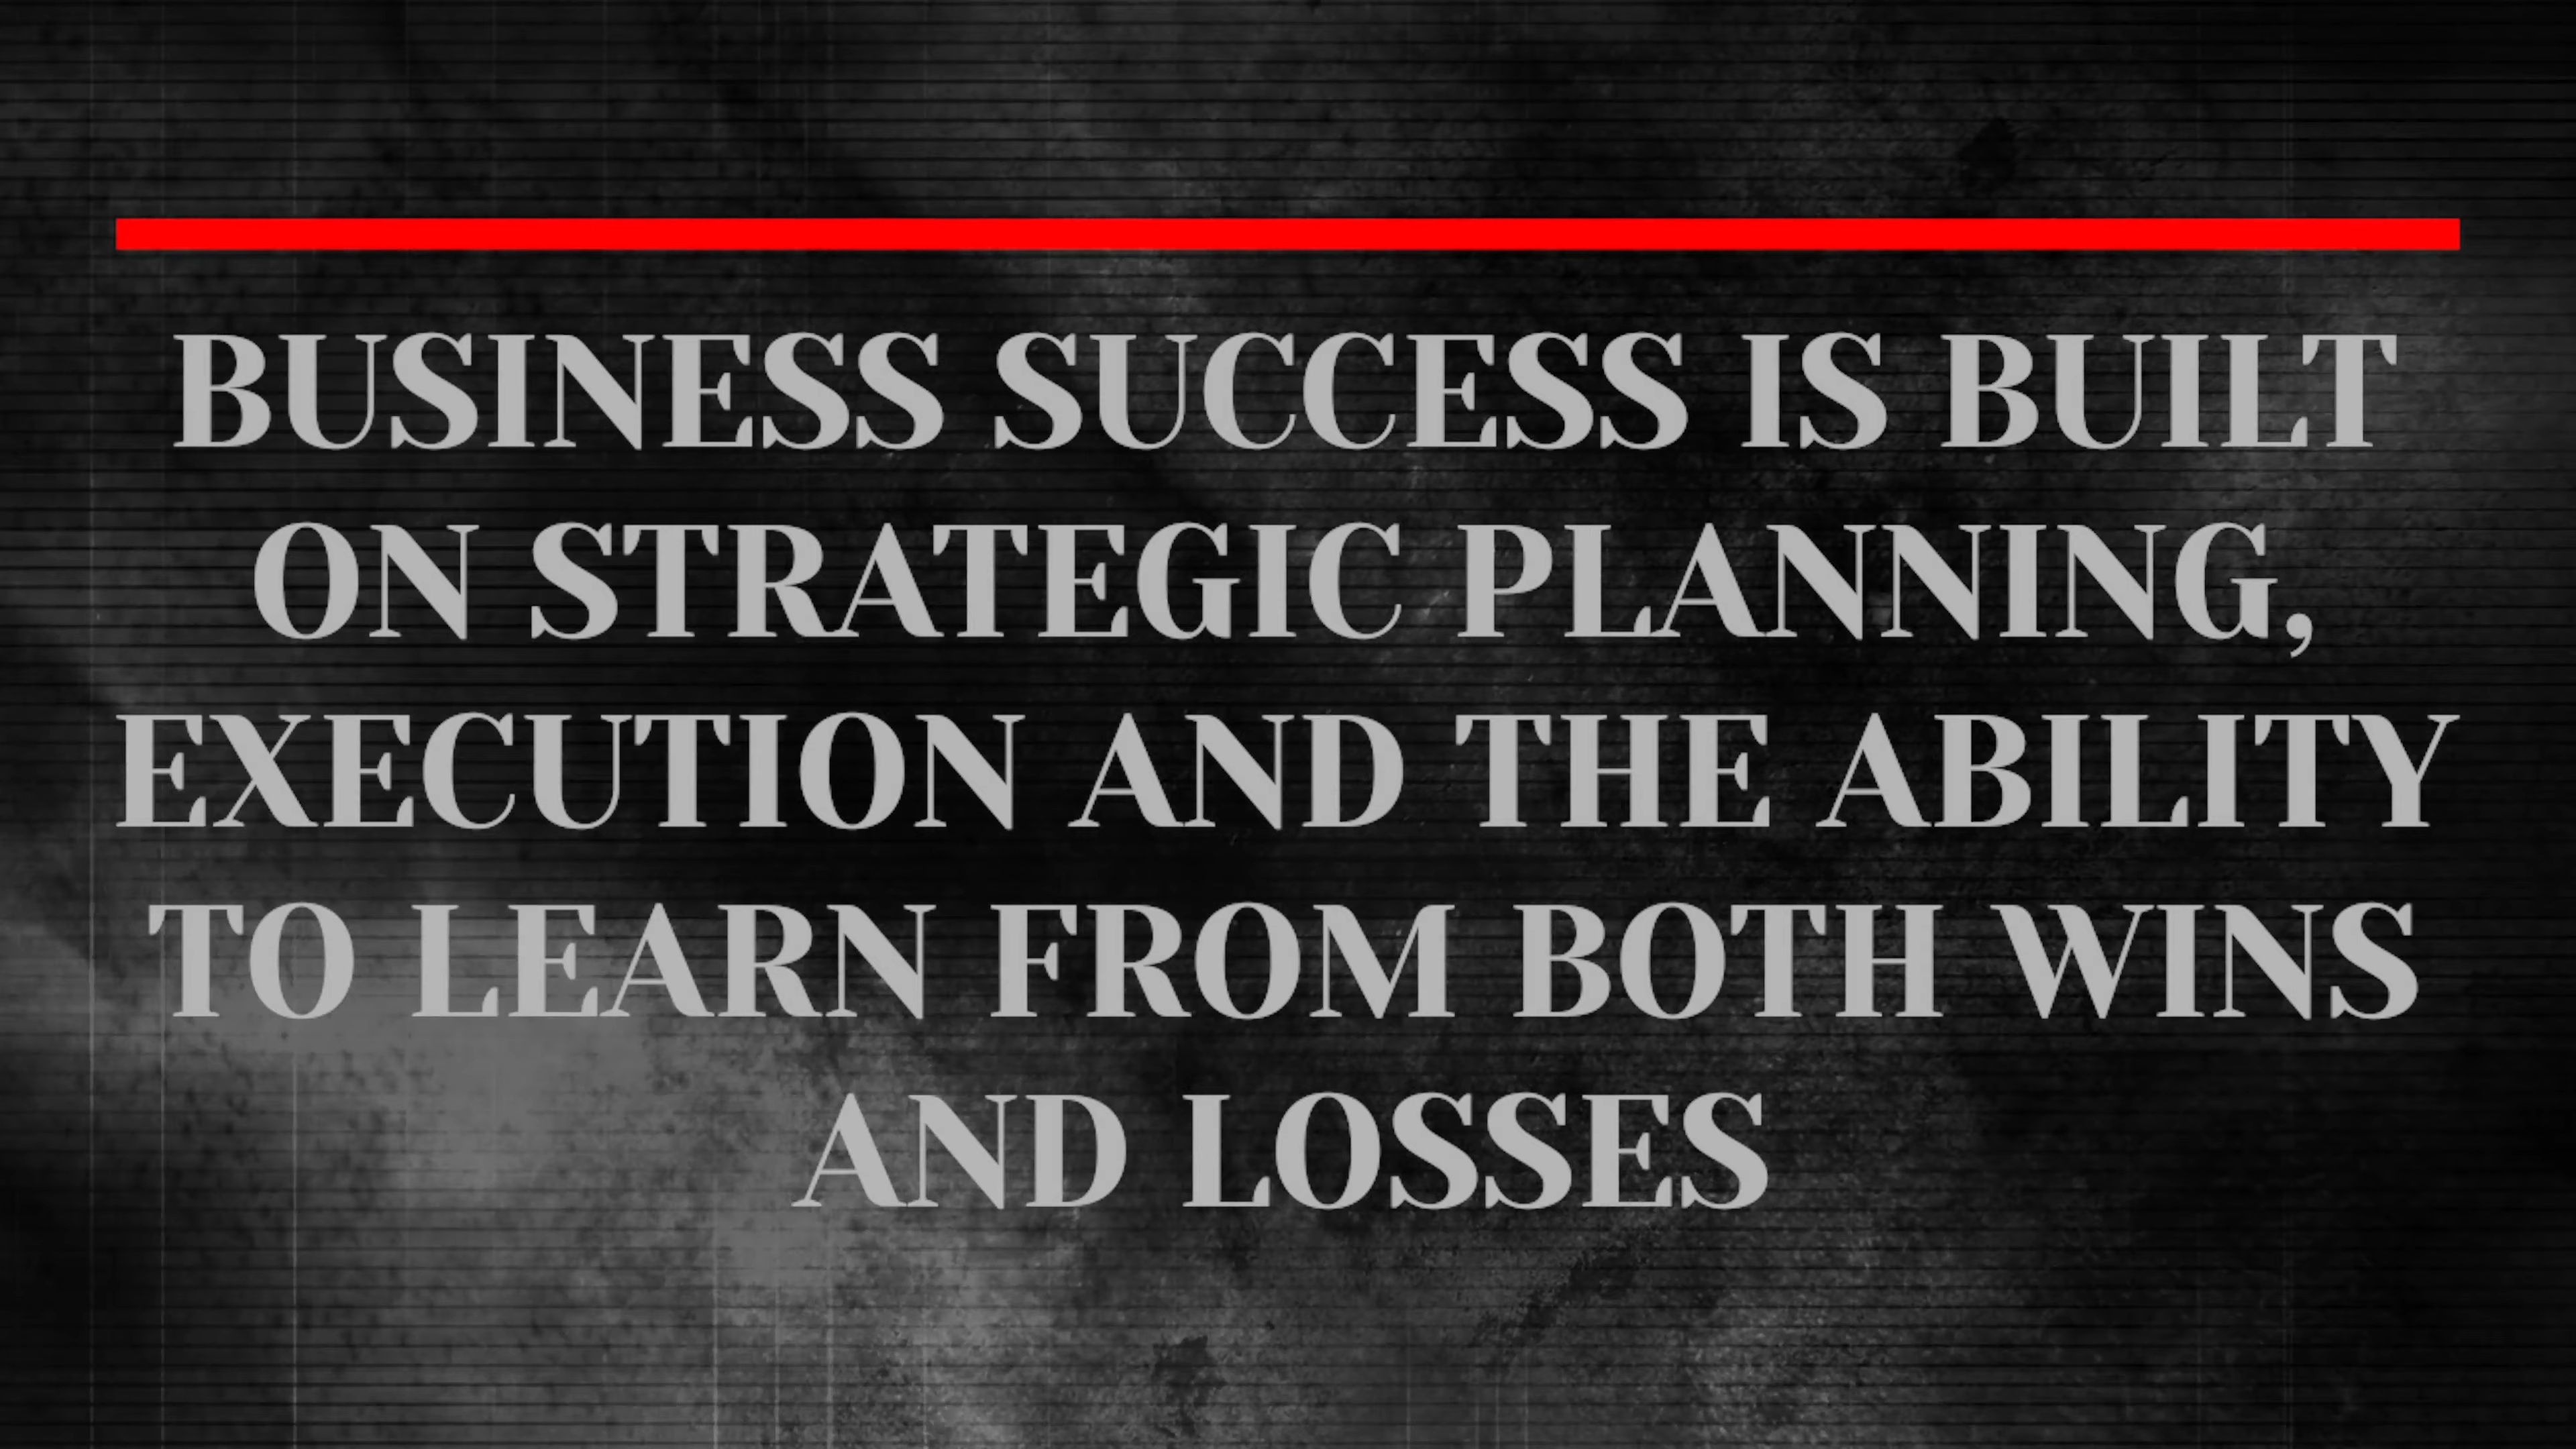 BUSINESS SUCCESS IS BUILT
ON STRATEGIC PLANNING,
EXECUTION AND THE ABILITY
TO LEARN FROM BOTH WINS
AND LOSSES